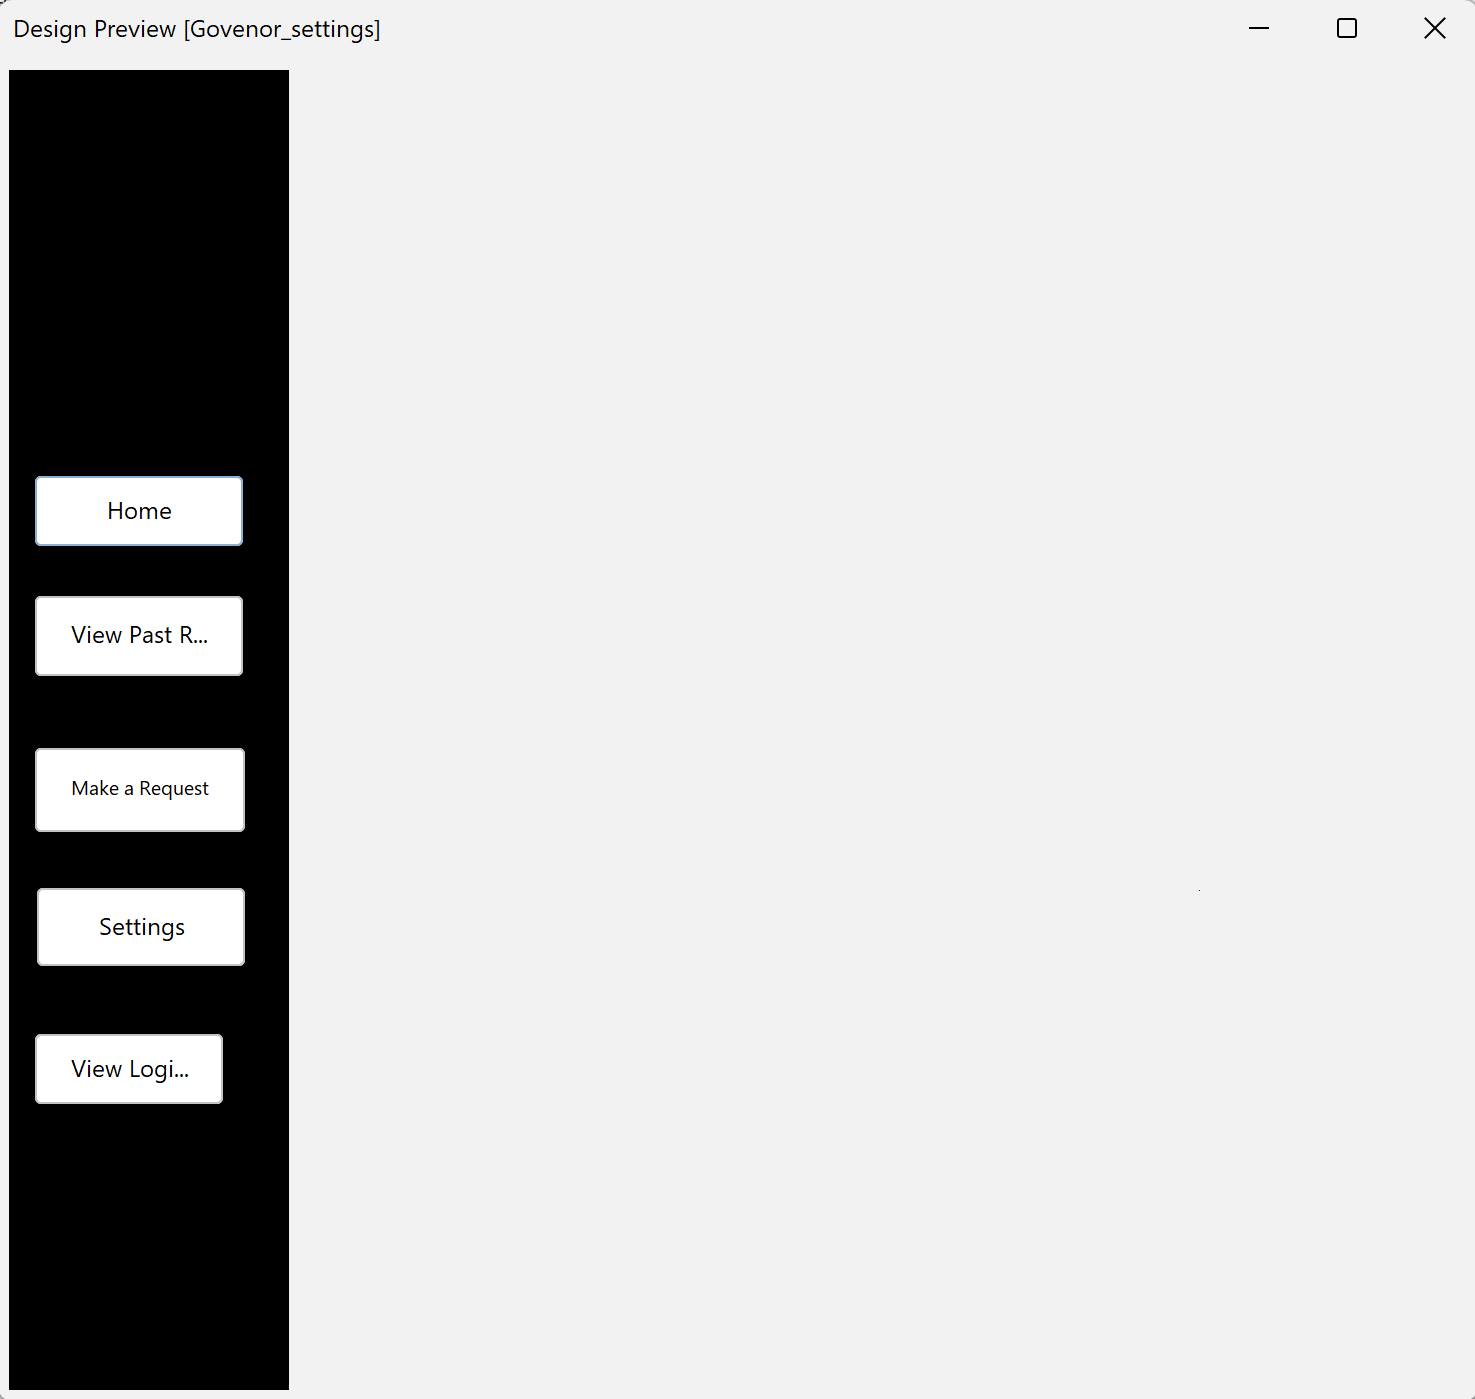 Design Preview [Govenor_settings]
Home
View Past R...
Make a Request
Settings
View Logi...